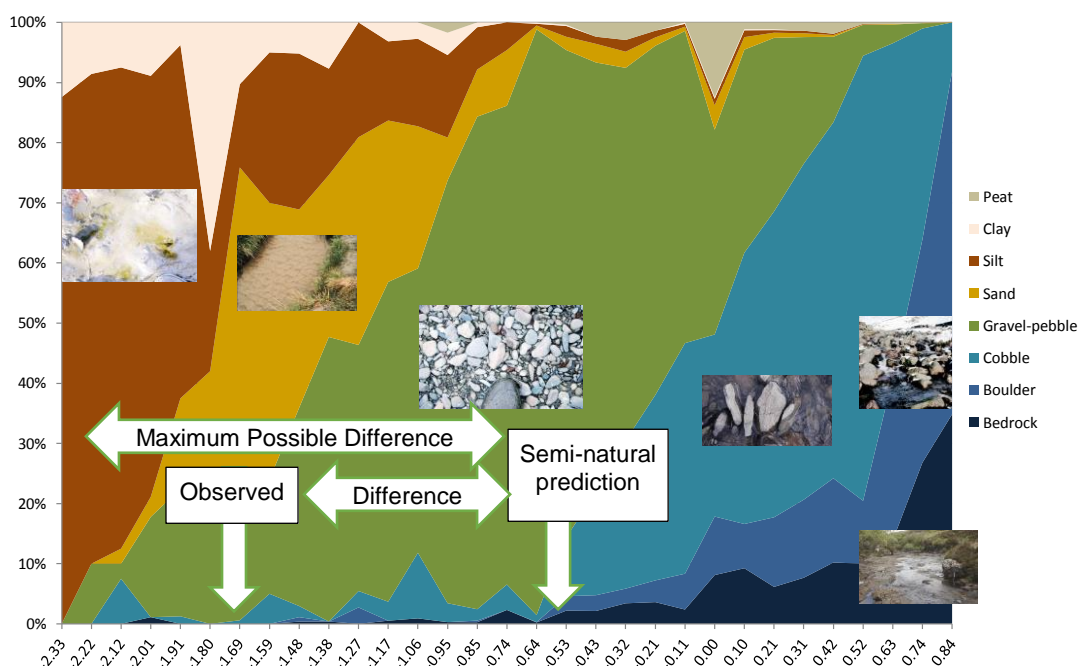 100%
90%
80%
70%
60%
50%
40%
30%
20%
10%
0%
Peat
Clay
Silt
Sand
Gravel-pebble
Cobble
Boulder
Bedrock
Maximum Possible Difference
Observed
Difference
Semi-natural
prediction
-2.33 -2.22 -2.12 -2.01 -1.91 -1.80 -1.69 -1.59 -1.48 -1.38 -1.27 -1.17 -1.06 -0.95 -0.85 -0.74 -0.64 -0.53 -0.43 -0.32 -0.21 -0.11 0.00 0.10 0.21 0.31 0.42 0.52 0.63 0.74 0.84